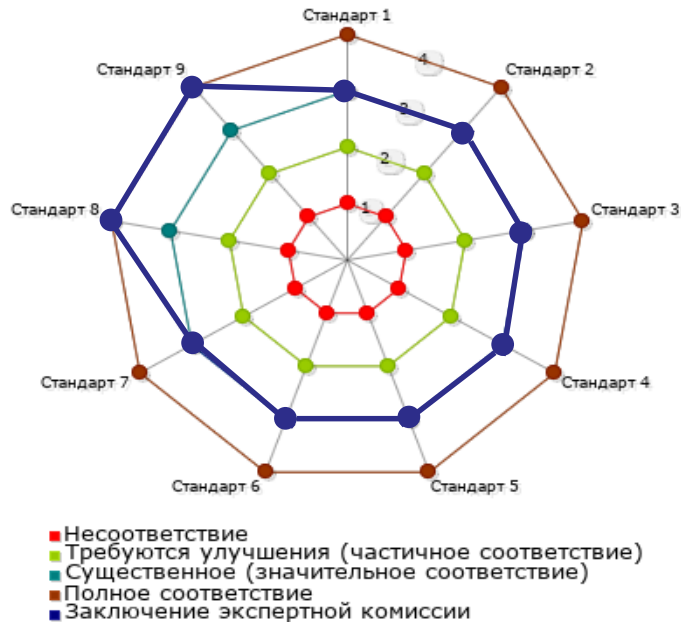 Стандарт 1
Стандарт 9
4
Стандарт 2
3
2
Стандарт 8
1
Стандарт 3
Стандарт 7
Стандарт 4
Стандарт 6
Стандарт 5
Несоответствие
Требуются улучшения (частичное соответствие)
Существенное (значительное соответствие)
Полное соответствие
Заключение экспертной комиссии